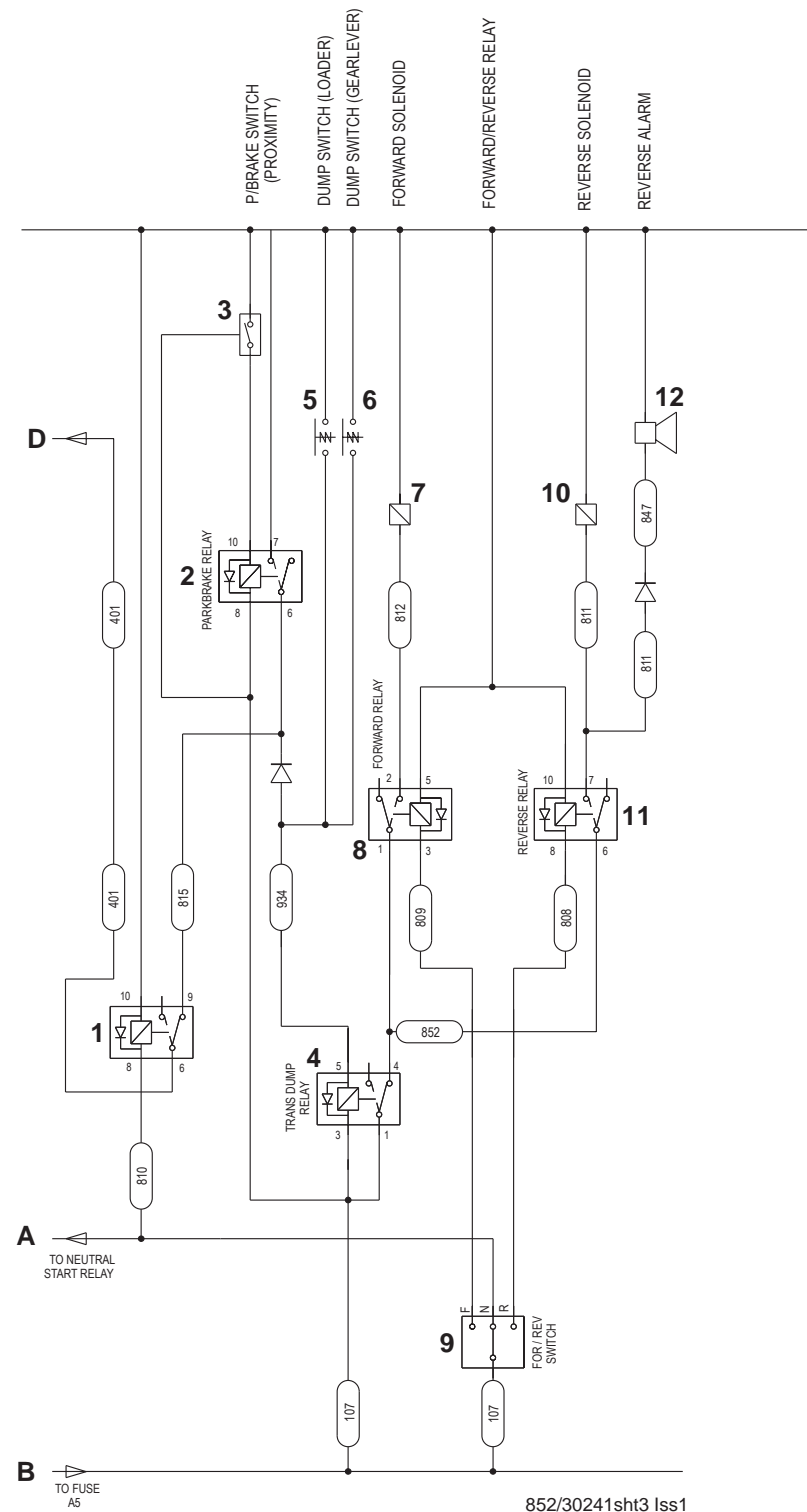 P/BRAKE SWITCH
(PROXIMITY)
DUMP SWITCH (LOADER)
DUMP SWITCH (GEARLEVER)
FORWARD SOLENOID
FORWARD/REVERSE RELAY
REVERSE SOLENOID
REVERSE ALARM
3
5
6
12
D
7
10
847
10
7
2
PARKBRAKE RELAY
8
6
401
812
811
811
FORWARD RELAY
2
5
10
7
REVERSE RELAY
11
8
1
3
8
6
401
815
934
809
808
10
9
1
8
6
852
4
5
4
TRANS DUMP
RELAY
3
1
810
A
TO NEUTRAL
START RELAY
F
N
R
9
FOR / REV
SWITCH
107
107
B
TO FUSE
A5
852/30241sht3 Iss1